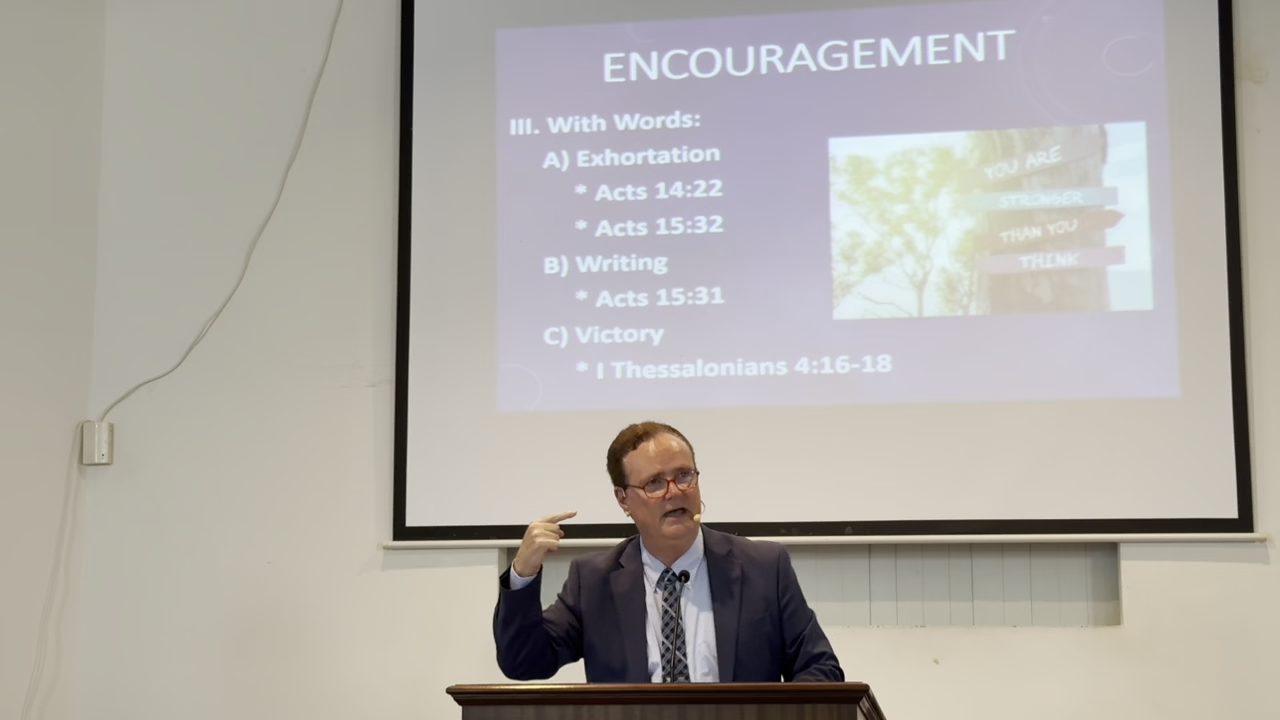 ENCOURAGEMENT
III. With Words:
A) Exhortation
* Acts 14:22
* Acts 15:32
B) Writing
* Acts 15:31
C) Victory
* I Thessalonians 4:16-18
YOU ARE
STRONGER
THAN YOU
THINK